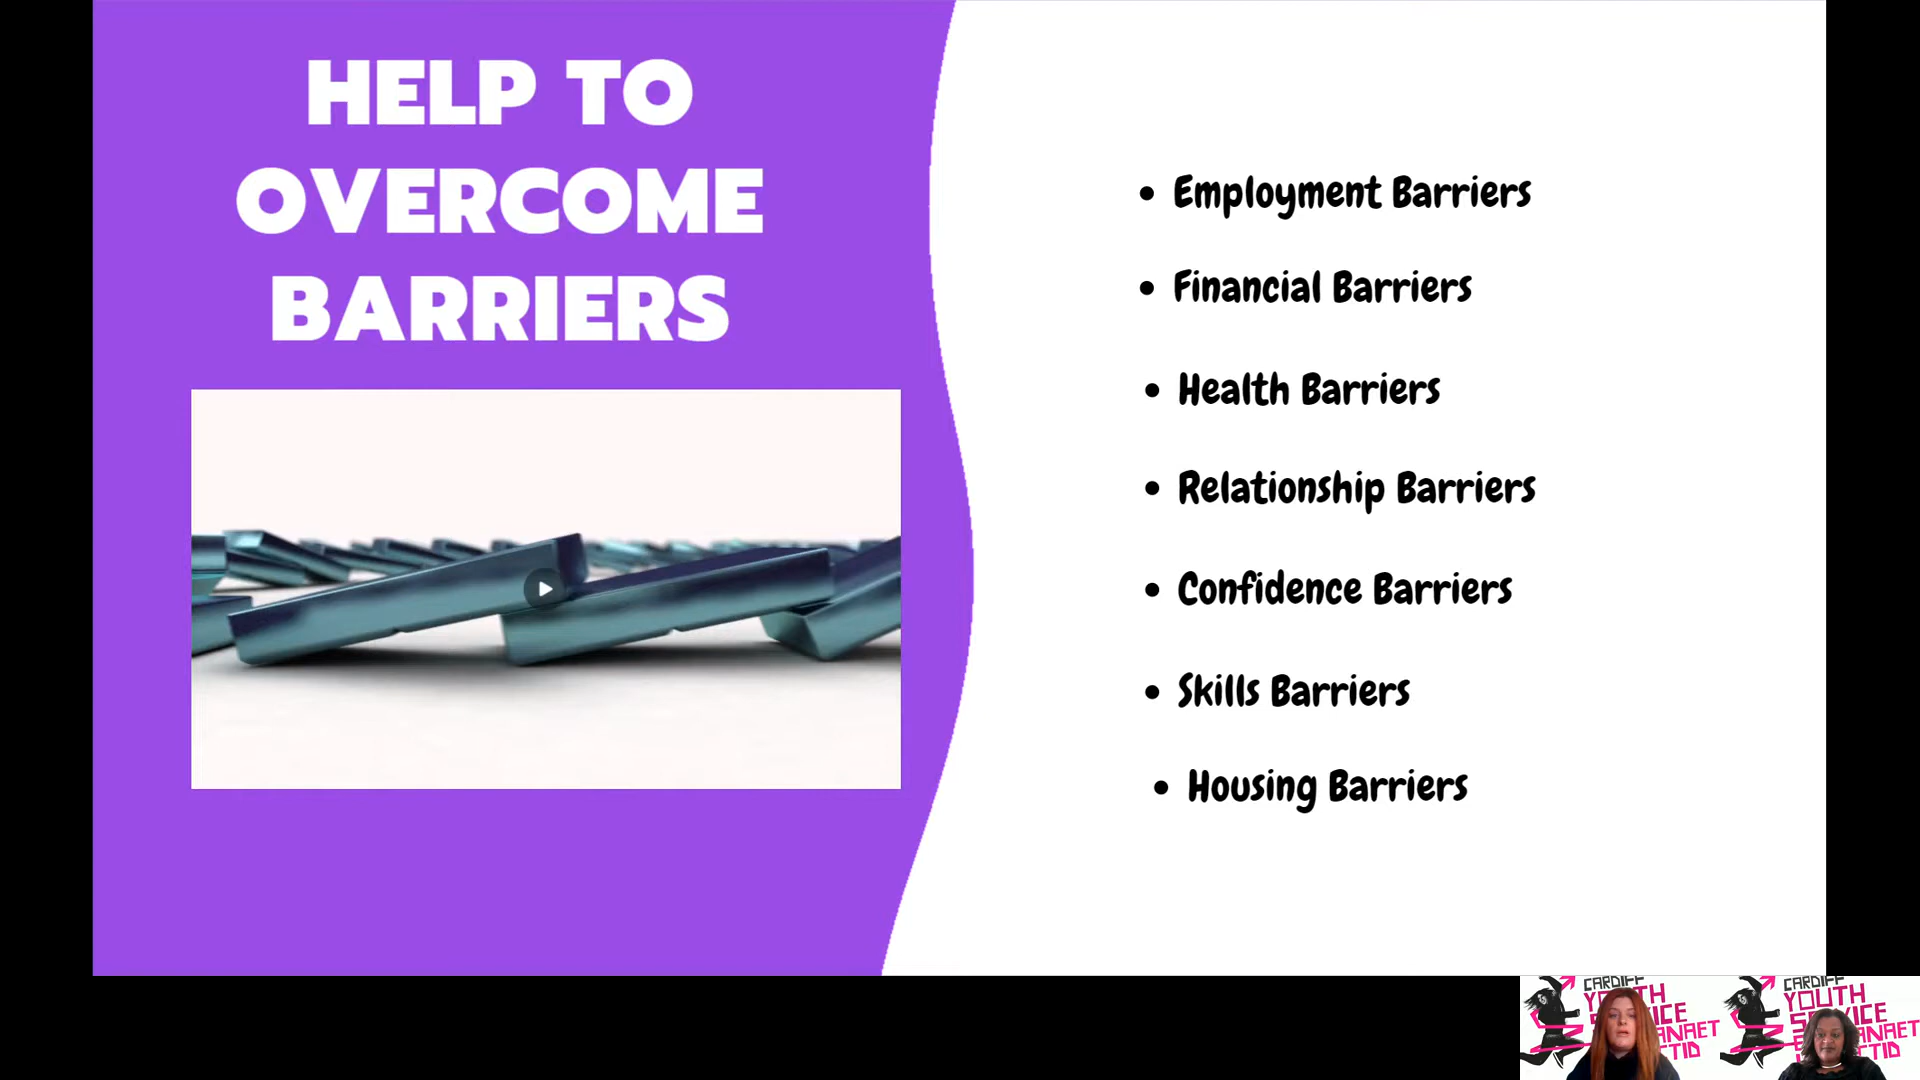 HELP TO
OVERCOME
BARRIERS
• Employment Barriers
• Financial Barriers
• Health Barriers
• Relationship Barriers
• Confidence Barriers
• Skills Barriers
• Housing Barriers
CARDIFF
YOUTH
CARDIFF
YOUTH